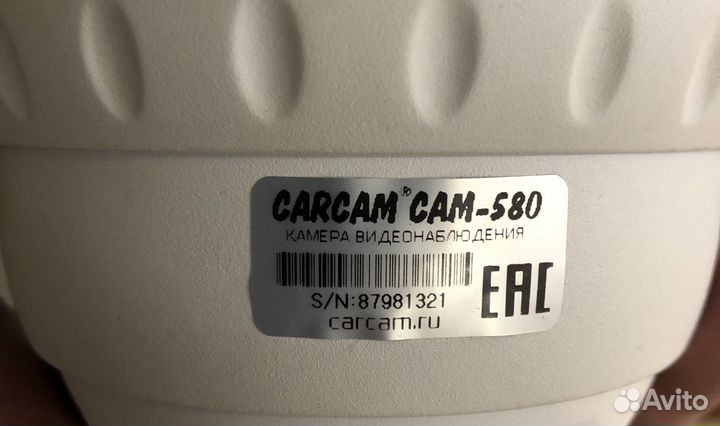 CARCAM® CAM-580
КАМЕРА ВИДЕОНАБЛЮДЕНИЯ
S/N:87981321
carcam.ru
EAC
Avito